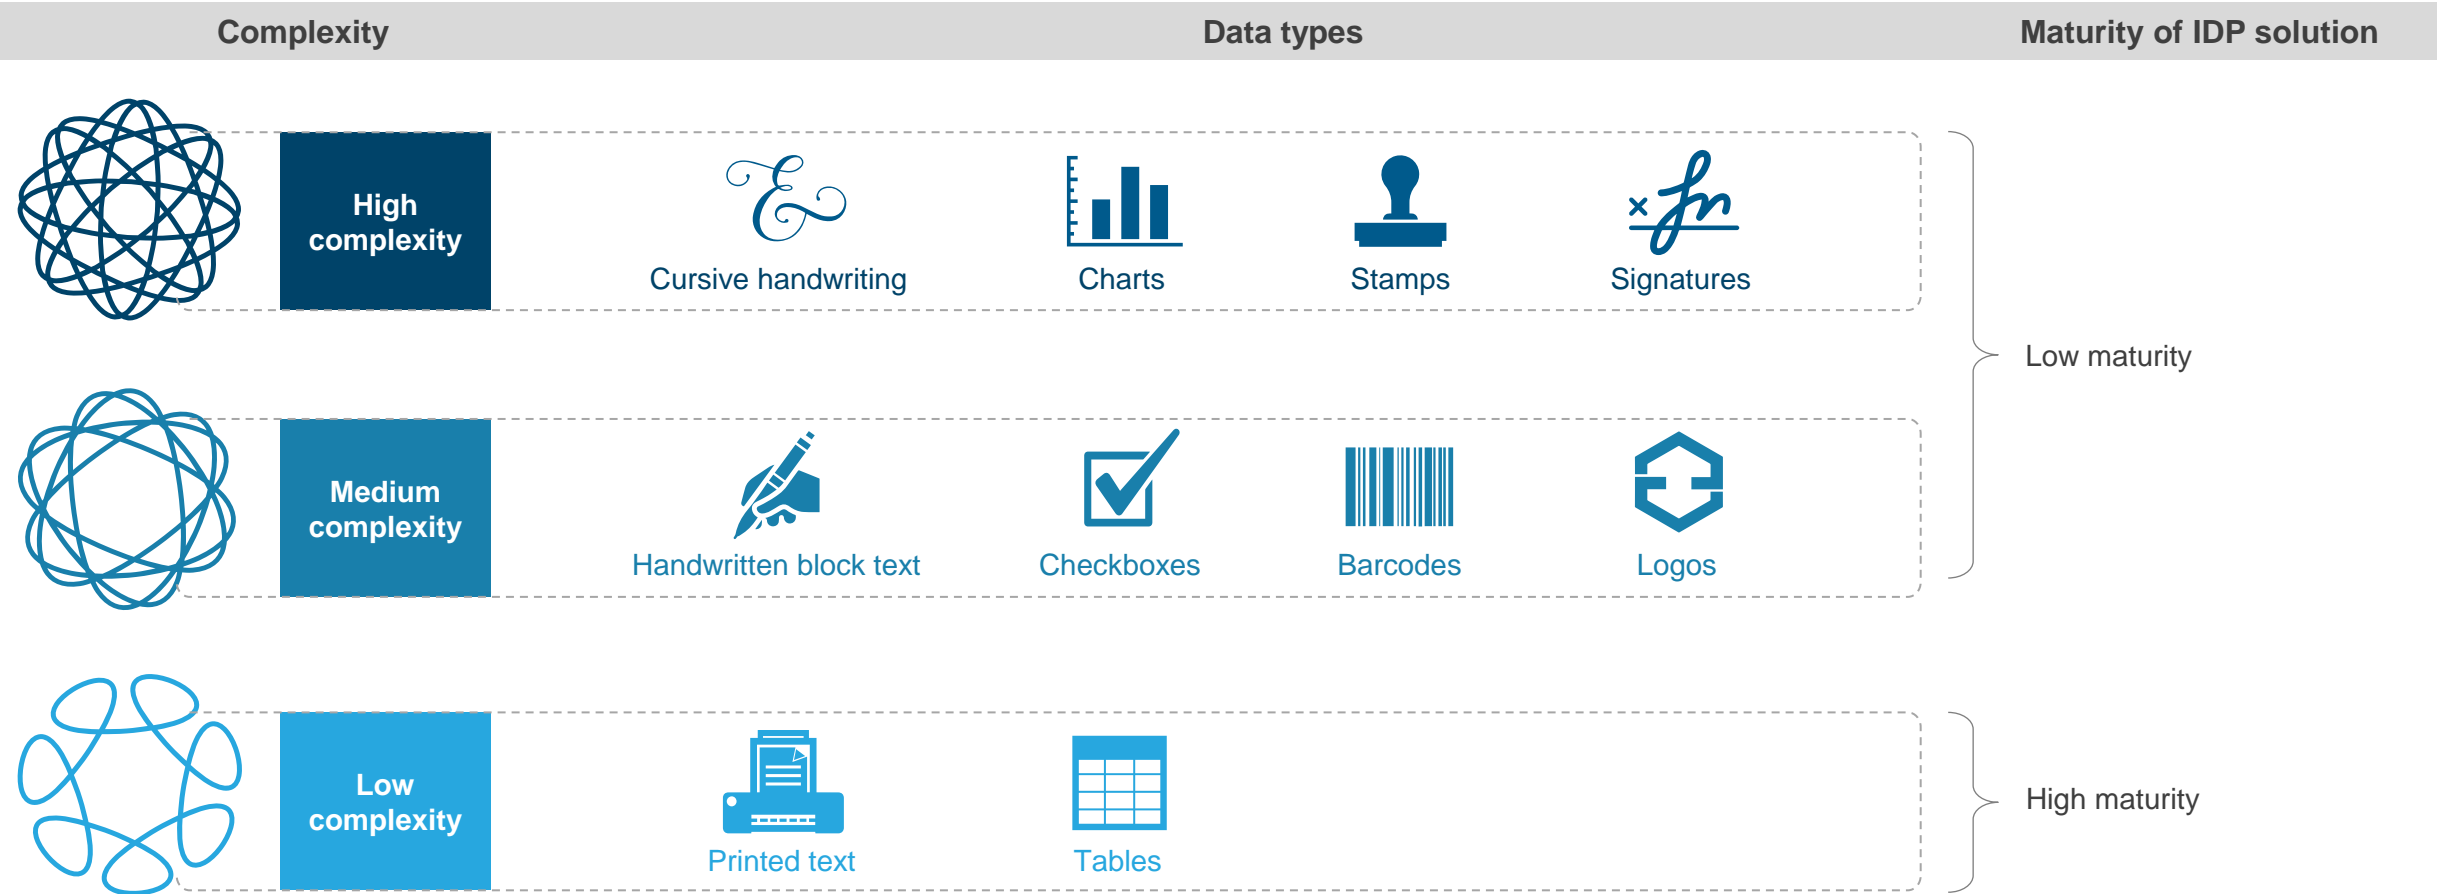 Complexity
Data types
Maturity of IDP solution
High
complexity
Cursive handwriting
Charts
Stamps
Signatures
Low maturity
Medium
complexity
Handwritten block text
Checkboxes
Barcodes
Logos
Low
complexity
Printed text
Tables
High maturity